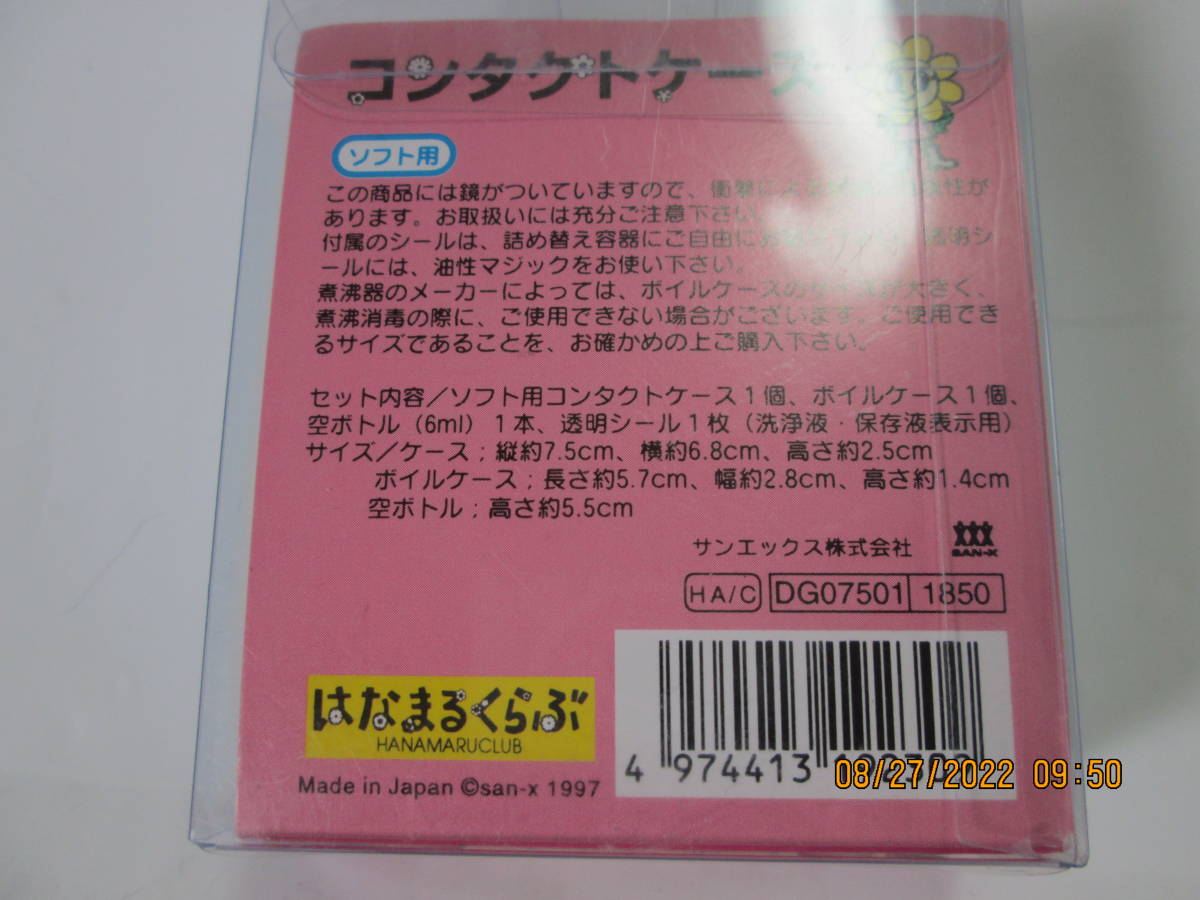 コンタクトケース
ソフト用
この商品には鏡がついていますので、衝撃による
があります。お取扱いには充分ご注意下さい。
付属のシールは、詰め替え容器にご自由に 透明シ
ールには、油性マジックをお使い下さい。
煮沸器のメーカーによっては、ボイルケースのサイズが大きく、
煮沸消毒の際に、ご使用できない場合がございます。ご使用でき
るサイズであることを、お確かめの上ご購入下さい。
セット内容／ソフト用コンタクトケース1個、ボイルケース1個、
空ボトル（6ml）1本、透明シール1枚（洗浄液・保存液表示用）
サイズ／ケース；縦約7.5cm、横約6.8cm、高さ約2.5cm
ボイルケース；長さ約5.7cm、幅約2.8cm、高さ約1.4cm
空ボトル；高さ約5.5cm
サンエックス株式会社 SAN-X
HA/C DG07501 1850
はなまるくらぶ
HANAMARUCLUB
4 974413
Made in Japan ©san-x 1997
08/27/2022 09:50